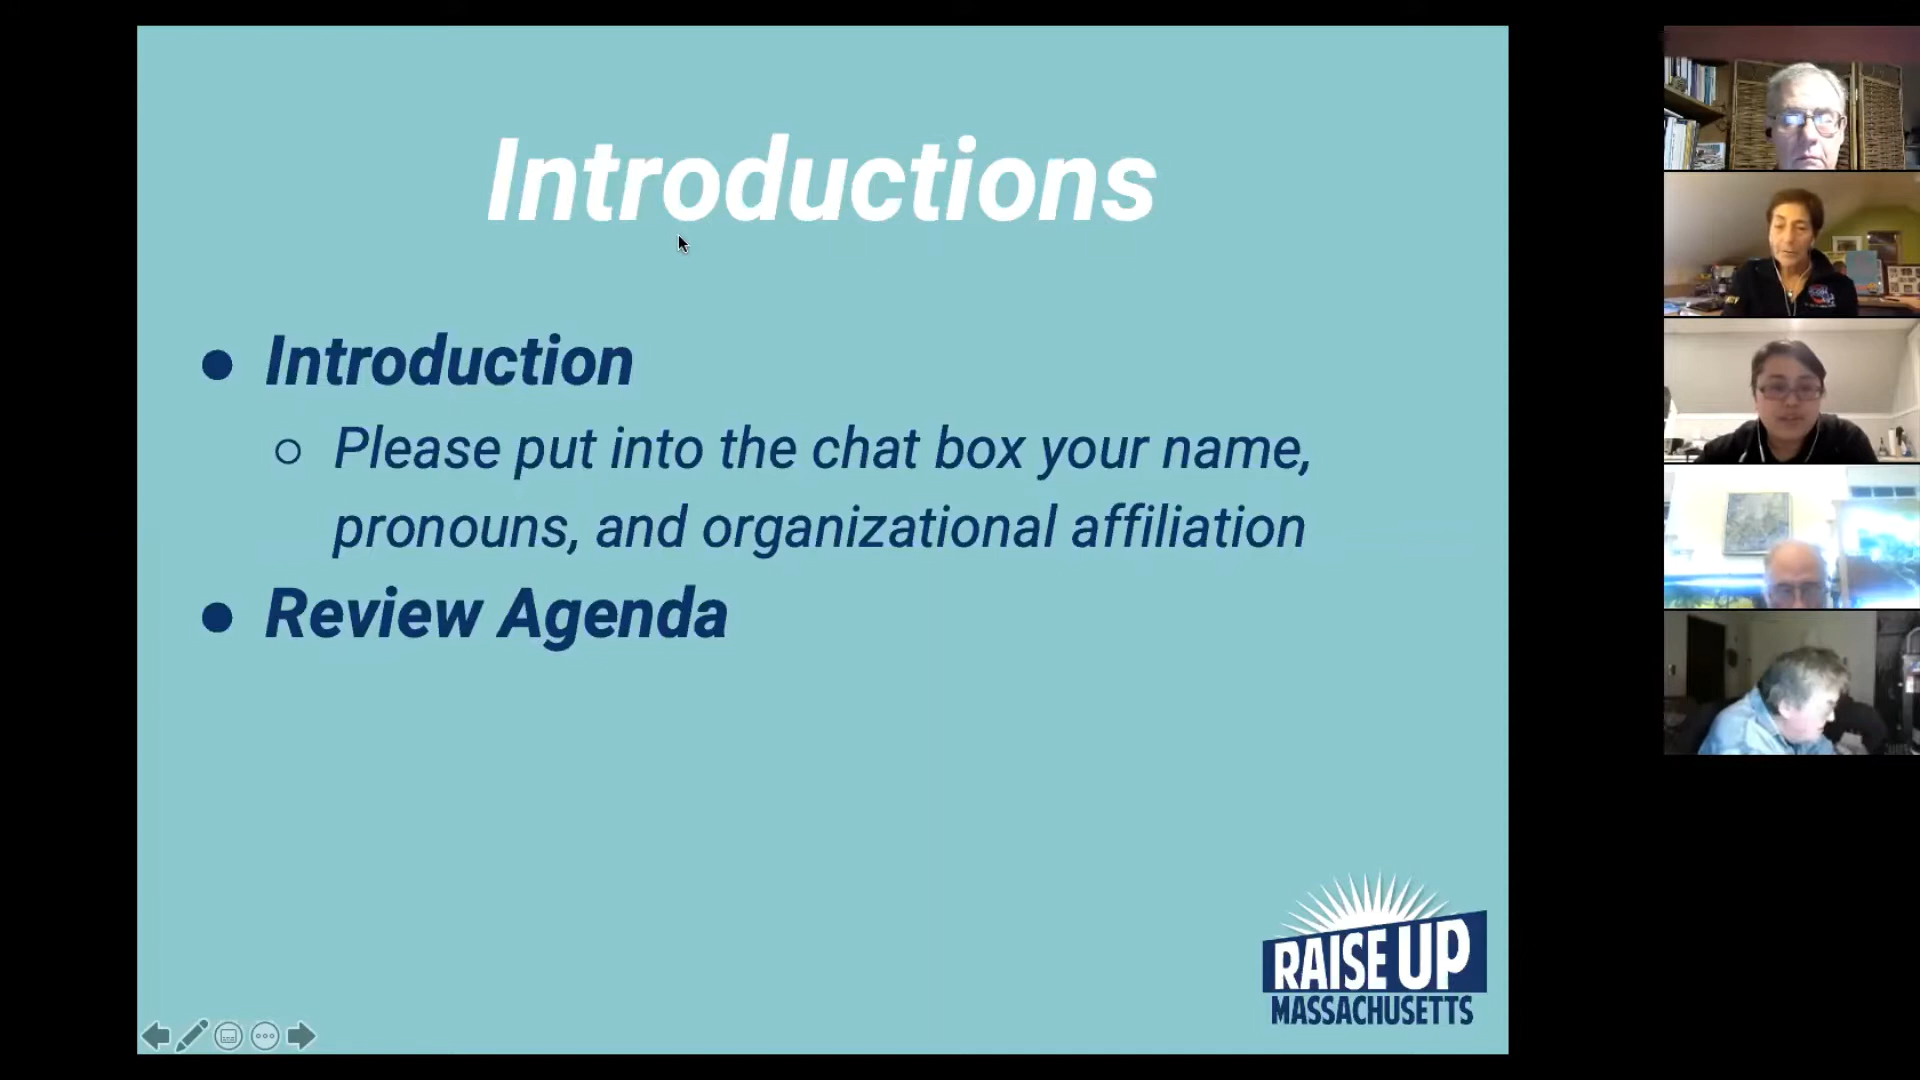 Introductions
● Introduction
○ Please put into the chat box your name,
pronouns, and organizational affiliation
● Review Agenda
RAISE UP
MASSACHUSETTS